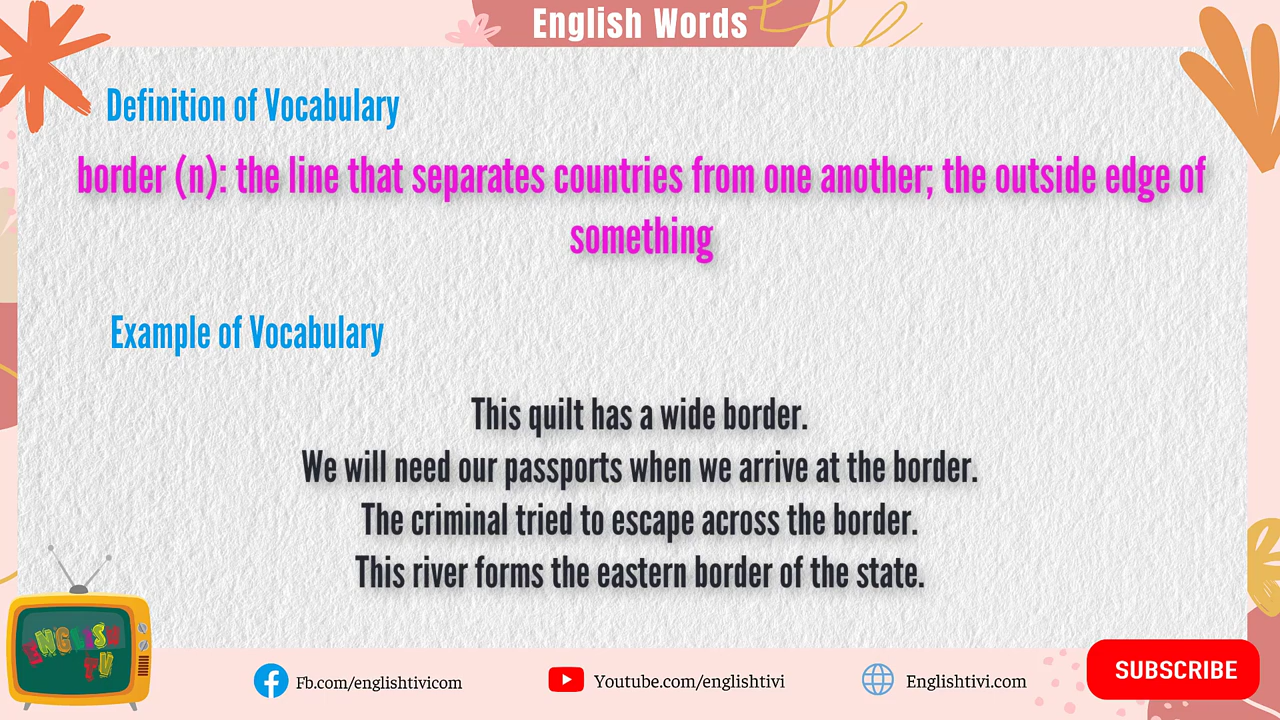 English Words
Definition of Vocabulary
border (n): the line that separates countries from one another; the outside edge of
something
Example of Vocabulary
This quilt has a wide border.
We will need our passports when we arrive at the border.
The criminal tried to escape across the border.
This river forms the eastern border of the state.
ENGLISH
TV
Fb.com/englishtivicom
Youtube.com/englishtivi
Englishtivi.com
SUBSCRIBE